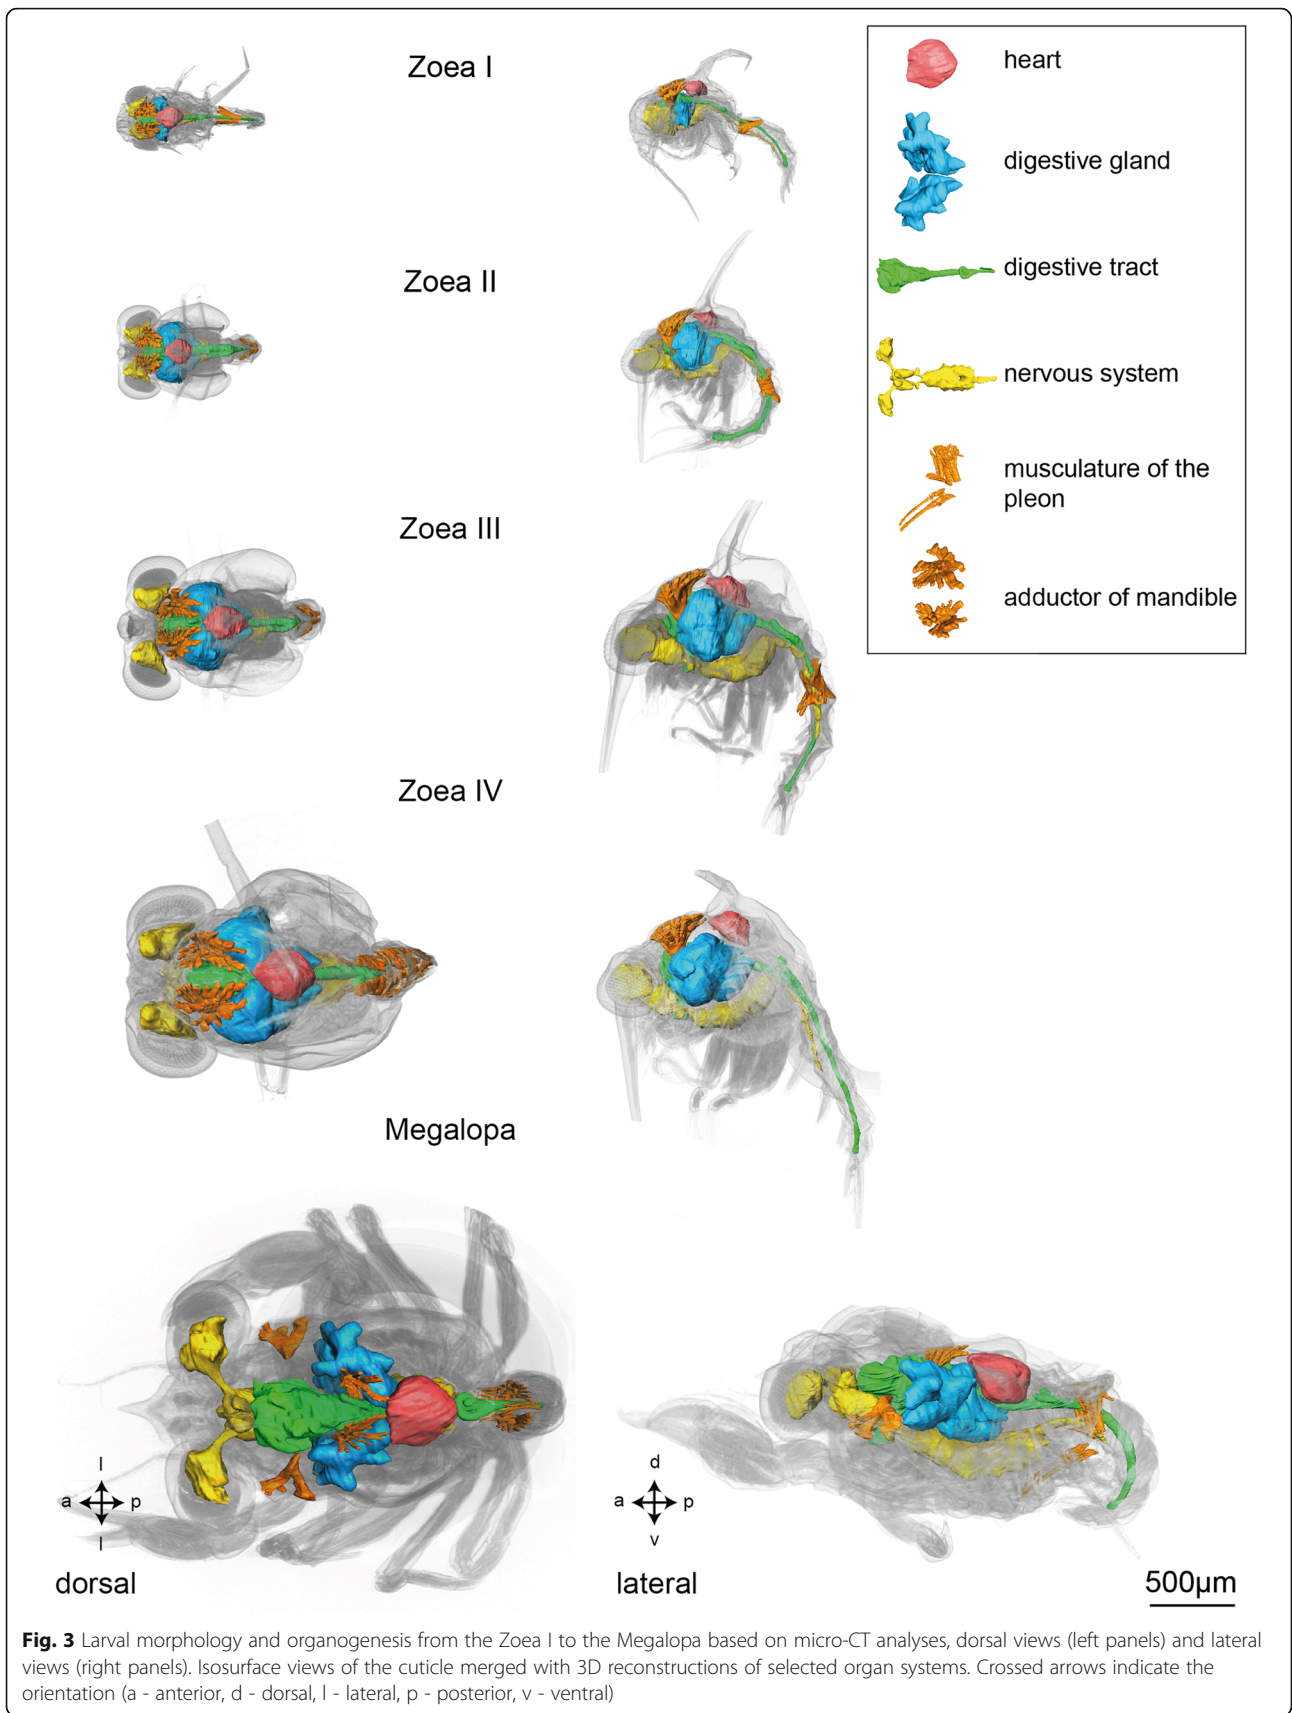 Zoea I
heart
digestive gland
digestive tract
Zoea II
nervous system
musculature of the
pleon
Zoea III
adductor of mandible
Zoea IV
Megalopa
l
a p
l
dorsal
d
a p
v
lateral
500µm
Fig. 3 Larval morphology and organogenesis from the Zoea I to the Megalopa based on micro-CT analyses, dorsal views (left panels) and lateral
views (right panels). Isosurface views of the cuticle merged with 3D reconstructions of selected organ systems. Crossed arrows indicate the
orientation (a - anterior, d - dorsal, l - lateral, p - posterior, v - ventral)